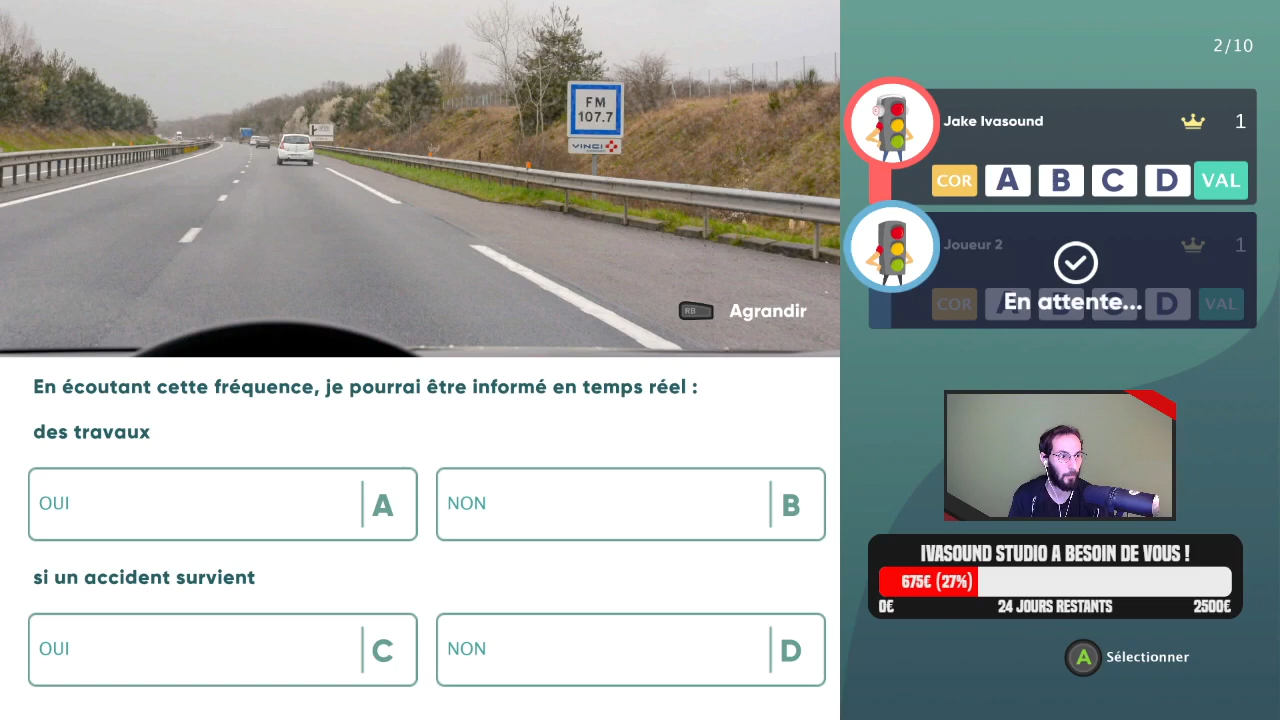 2/10
FM
107.7
VINCI
RB
Agrandir
Jake Ivasound
1
COR
A
B
C
D
VAL
Joueur 2
1
COR
A
D
VAL
En attente...
En écoutant cette fréquence, je pourrai être informé en temps réel :
des travaux
OUI
A
NON
B
si un accident survient
OUI
C
NON
D
IVASOUND STUDIO A BESOIN DE VOUS !
675€ (27%)
0€
24 JOURS RESTANTS
2500€
A
Sélectionner